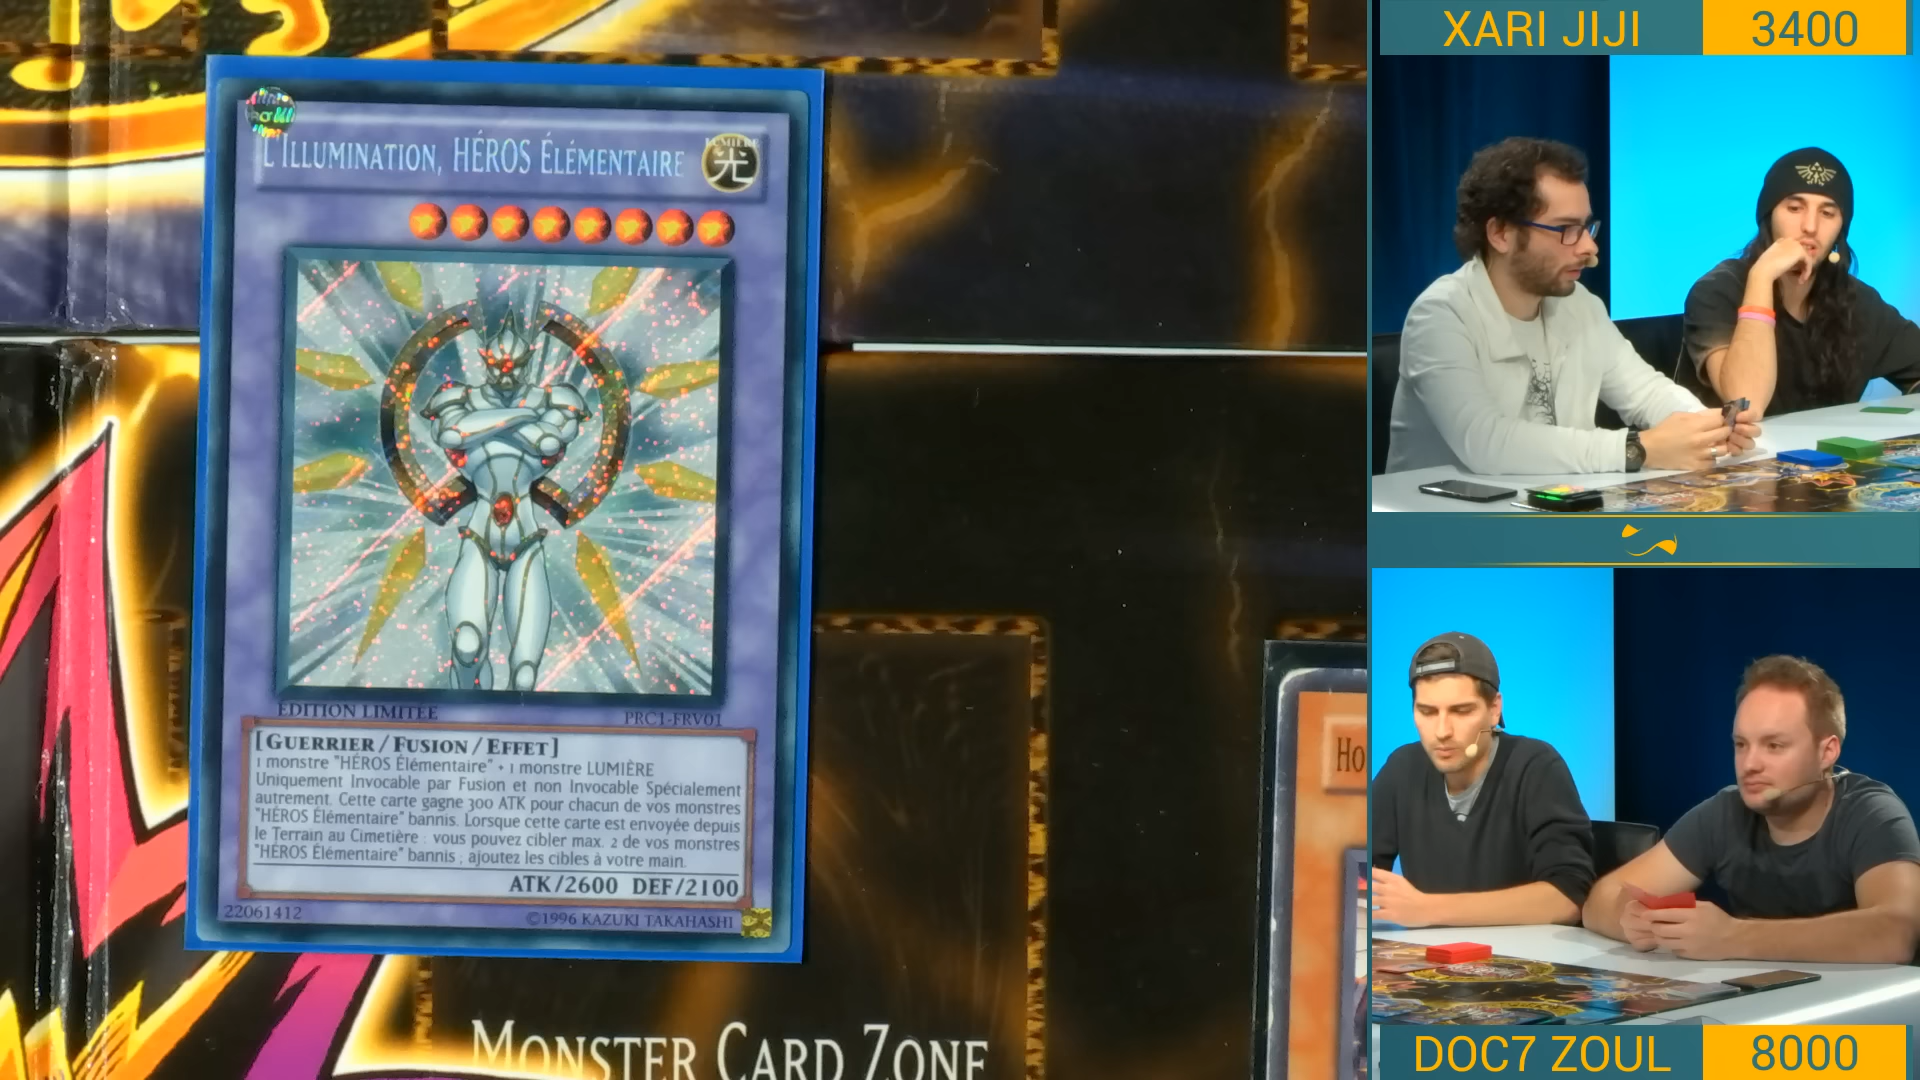 L'ILLUMINATION, HÉROS ÉLÉMENTAIRE
LUMIÈRE
光
ÉDITION LIMITÉE
PRC1-FRV01
[GUERRIER/FUSION/EFFET]
1 monstre "HÉROS Élémentaire" + 1 monstre LUMIÈRE
Uniquement Invocable par Fusion et non Invocable Spécialement
autrement. Cette carte gagne 300 ATK pour chacun de vos monstres
"HÉROS Élémentaire" bannis. Lorsque cette carte est envoyée depuis
le Terrain au Cimetière : vous pouvez cibler max. 2 de vos monstres
"HÉROS Élémentaire" bannis ; ajoutez les cibles à votre main.
ATK/2600 DEF/2100
22061412
©1996 KAZUKI TAKAHASHI
MONSTER CARD ZONE
XARI JIJI
3400
DOC7 ZOUL
8000